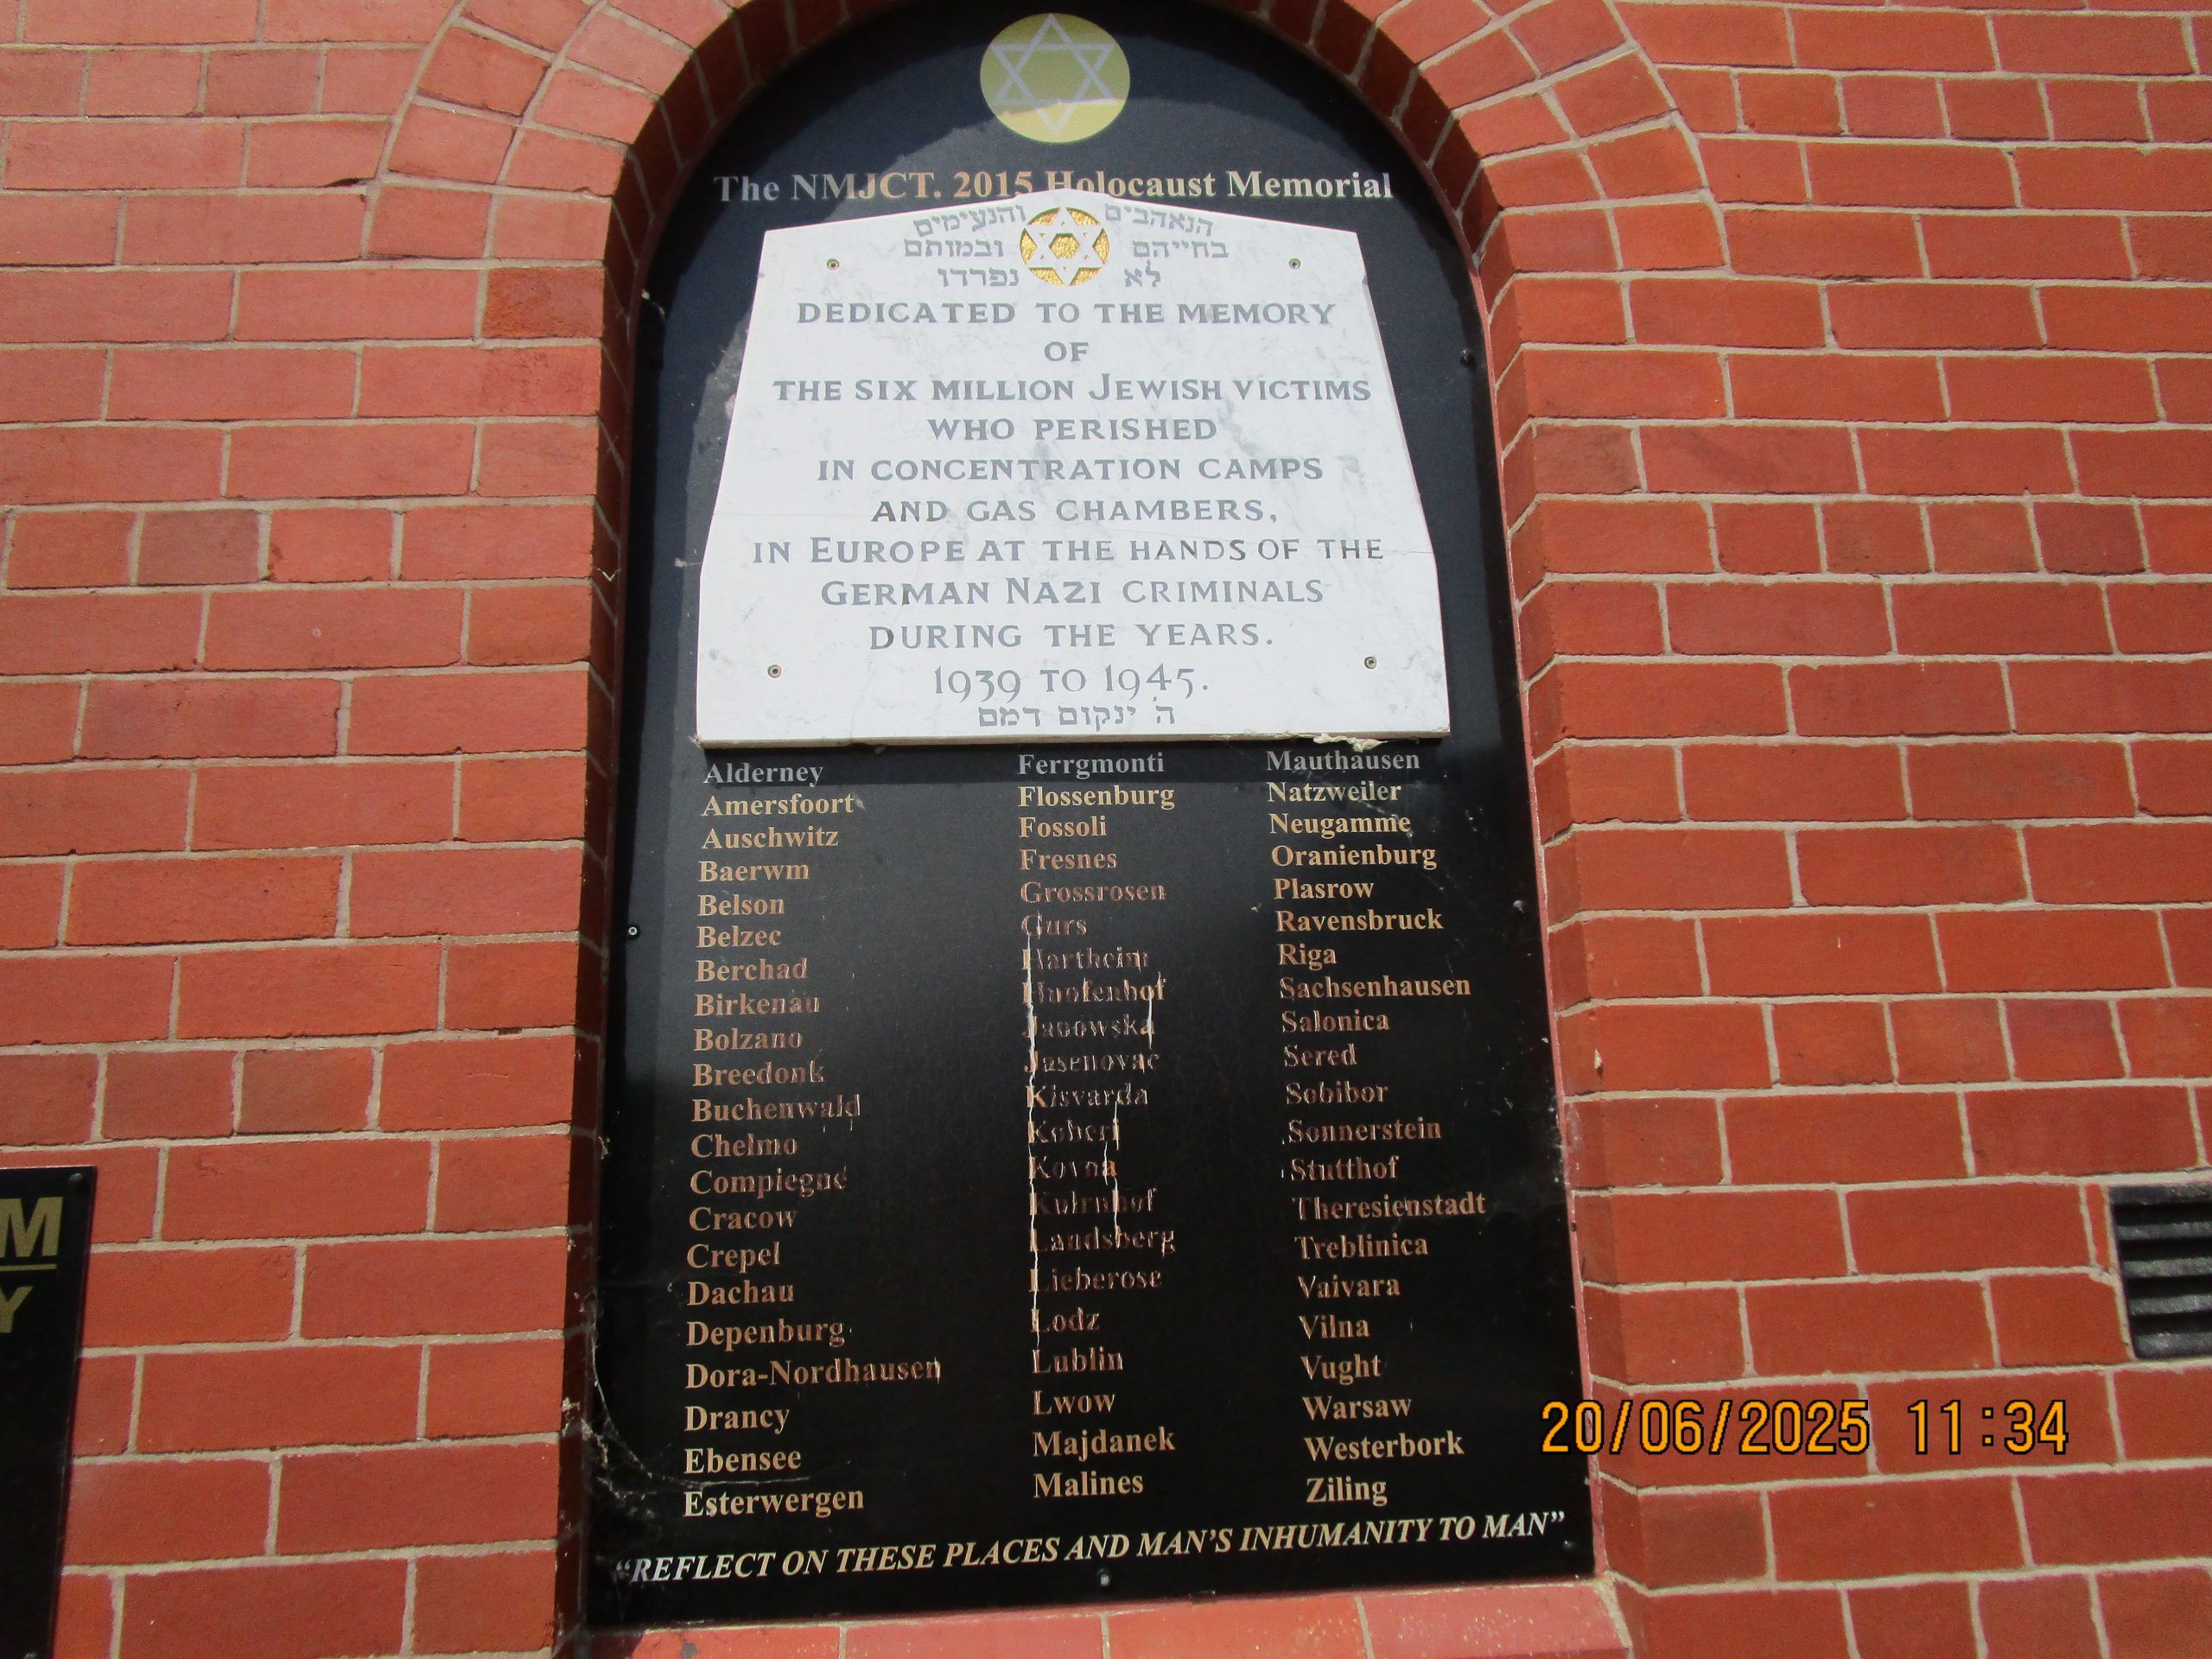 The NMJCT. 2015 Holocaust Memorial
הנאהבים והנעימים
בחייהם ובמותם
לא נפרדו
DEDICATED TO THE MEMORY
OF
THE SIX MILLION JEWISH VICTIMS
WHO PERISHED
IN CONCENTRATION CAMPS
AND GAS CHAMBERS,
IN EUROPE AT THE HANDS OF THE
GERMAN NAZI CRIMINALS
DURING THE YEARS.
1939 TO 1945.
ה' ינקום דמם
Alderney
Amersfoort
Auschwitz
Baerwm
Belson
Belzec
Berchad
Birkenau
Bolzano
Breedonk
Buchenwald
Chelmo
Compiegne
Cracow
Crepel
Dachau
Depenburg
Dora-Nordhausen
Drancy
Ebensee
Esterwergen
Ferrgmonti
Flossenburg
Fossoli
Fresnes
Grossrosen
Gurs
Hartheim
Janowska
Jasenovac
Kisvarda
Kovna
Landsberg
Lieberose
Lodz
Lublin
Lwow
Majdanek
Malines
Mauthausen
Natzweiler
Neugamme
Oranienburg
Plasrow
Ravensbruck
Riga
Sachsenhausen
Salonica
Sered
Sobibor
Sonnerstein
Stutthof
Theresienstadt
Treblinica
Vaivara
Vilna
Vught
Warsaw
Westerbork
Ziling
“REFLECT ON THESE PLACES AND MAN’S INHUMANITY TO MAN”
M
Y
20/06/2025 11:34